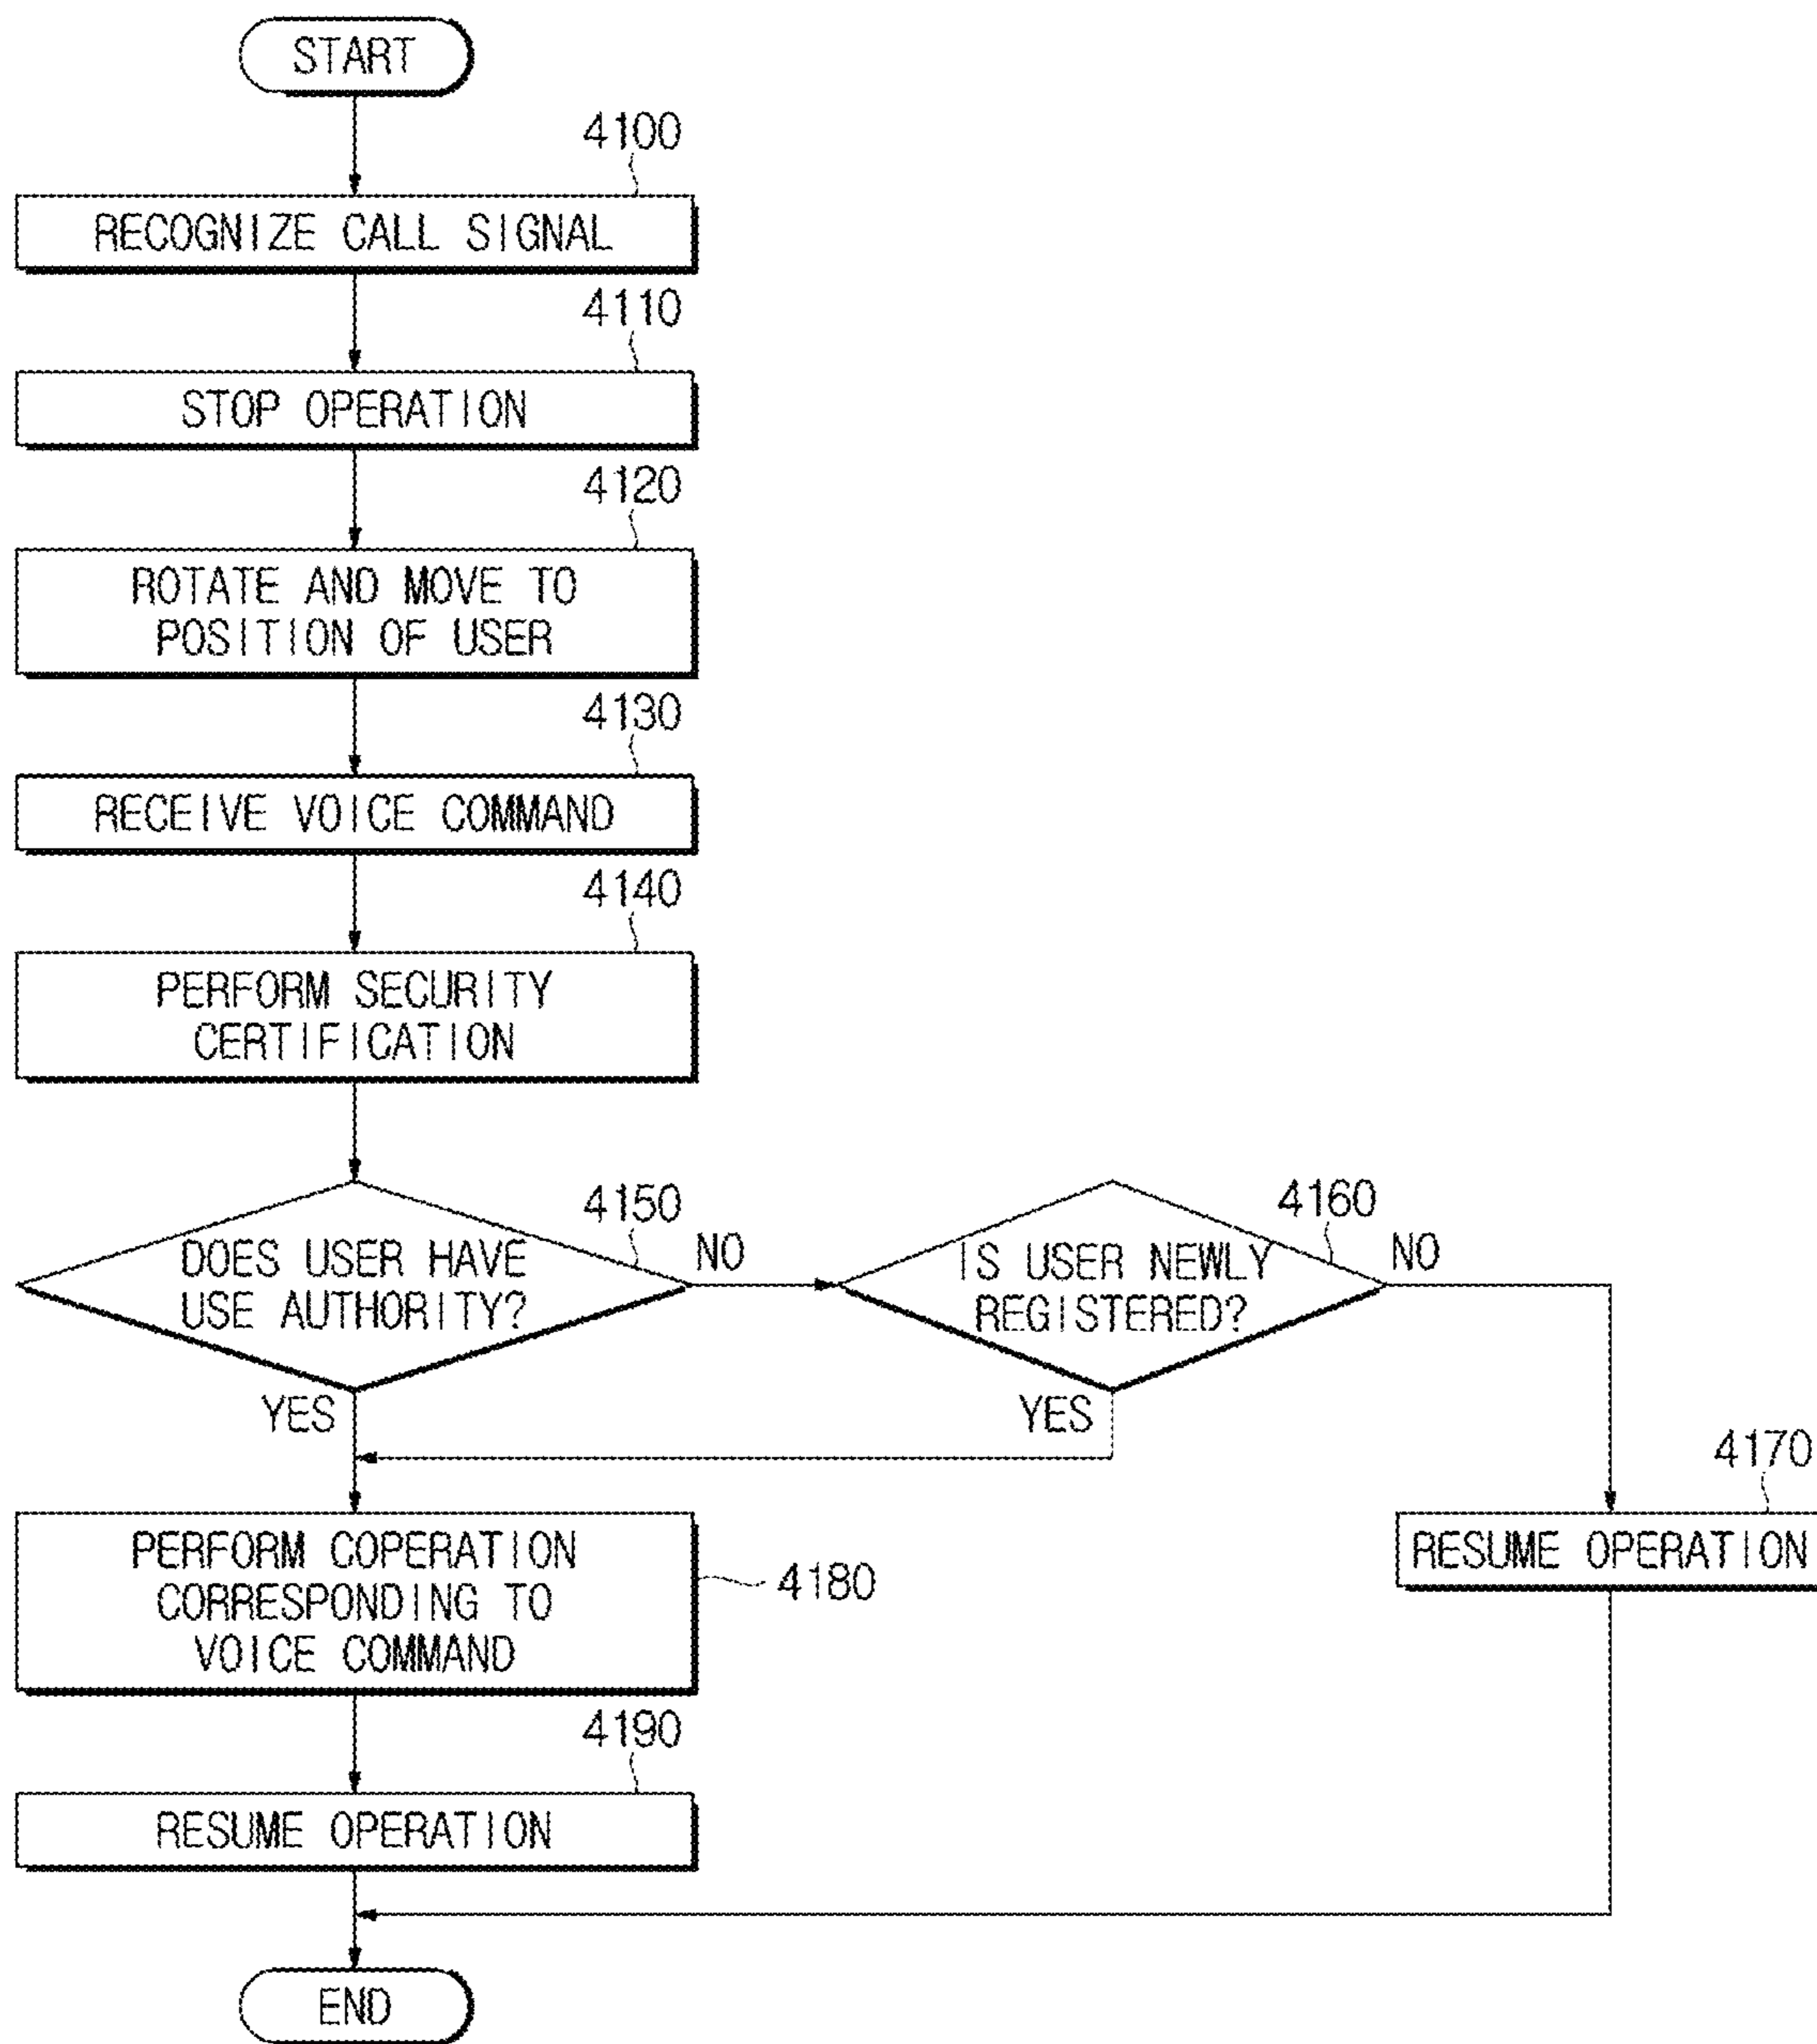 START
4100
RECOGNIZE CALL SIGNAL
4110
STOP OPERATION
4120
ROTATE AND MOVE TO
POSITION OF USER
4130
RECEIVE VOICE COMMAND
4140
PERFORM SECURITY
CERTIFICATION
4150
DOES USER HAVE
USE AUTHORITY?
NO
YES
4160
IS USER NEWLY
REGISTERED?
NO
YES
4170
RESUME OPERATION
PERFORM COPERATION
CORRESPONDING TO
VOICE COMMAND
4180
4190
RESUME OPERATION
END